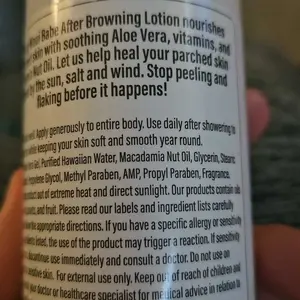 Babe After Browning Lotion nourishes
skin with soothing Aloe Vera, vitamins, and
Nut Oil. Let us help heal your parched skin
the sun, salt and wind. Stop peeling and
flaking before it happens!
well! Apply generously to entire body. Use daily after showering to
while keeping your skin soft and smooth year round.
Purified Hawaiian Water, Macadamia Nut Oil, Glycerin, Stearic
Glycol, Methyl Paraben, AMP, Propyl Paraben, Fragrance.
product out of extreme heat and direct sunlight. Our products contain
and fruit. Please read our labels and ingredient lists carefully
appropriate directions. If you have a specific allergy or sensitivity
listed, the use of the product may trigger a reaction. If sensitivity
use immediately and consult a doctor. Do not use on
skin. For external use only. Keep out of reach of children and
your doctor or healthcare specialist for medical advice in relation to